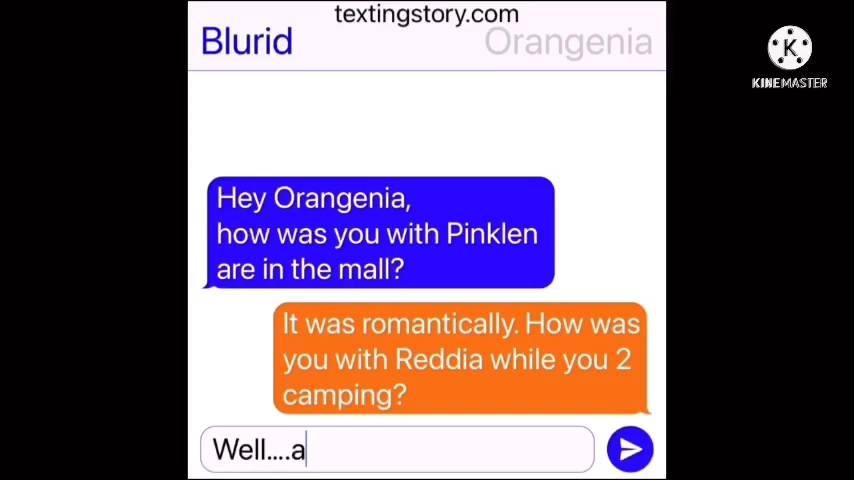 textingstory.com
Blurid
Orangenia
K
KINEMASTER
Hey Orangenia,
how was you with Pinklen
are in the mall?
It was romantically. How was
you with Reddia while you 2
camping?
Well....a